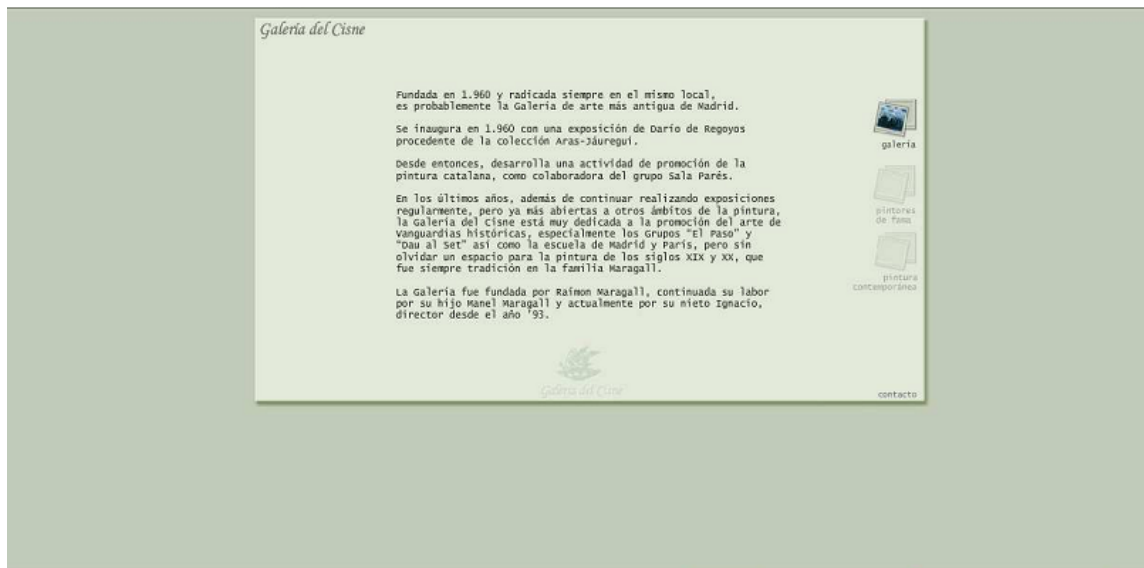 Galería del Cisne
Fundada en 1.960 y radicada siempre en el mismo local,
es probablemente la Galería de arte más antigua de Madrid.
Se inaugura en 1.960 con una exposición de Darío de Regoyos
procedente de la colección Aras-Jáuregui.
Desde entonces, desarrolla una actividad de promoción de la
pintura catalana, como colaboradora del grupo Sala Parés.
En los últimos años, además de continuar realizando exposiciones
regularmente, pero ya más abiertas a otros ámbitos de la pintura,
la Galería del Cisne está muy dedicada a la promoción del arte de
Vanguardias históricas, especialmente los Grupos "El Paso" y
"Dau al Set" así como la escuela de Madrid y París, pero sin
olvidar un espacio para la pintura de los siglos XIX y XX, que
fue siempre tradición en la familia Maragall.
La Galería fue fundada por Raimon Maragall, continuada su labor
por su hijo Manel Maragall y actualmente por su nieto Ignacio,
director desde el año '93.
galería
pintores
de fama
pintura
contemporánea
Galería del Cisne
contacto